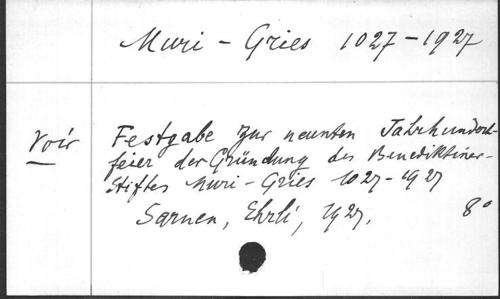 Muri - Gries 1027-1927
Voir Festgabe zur neunten Jahrhundert-
feier der Gründung des Benediktiner-
Stiftes Muri - Gries 1027-1927
Sarnen, Ehrli, 1927. 8°